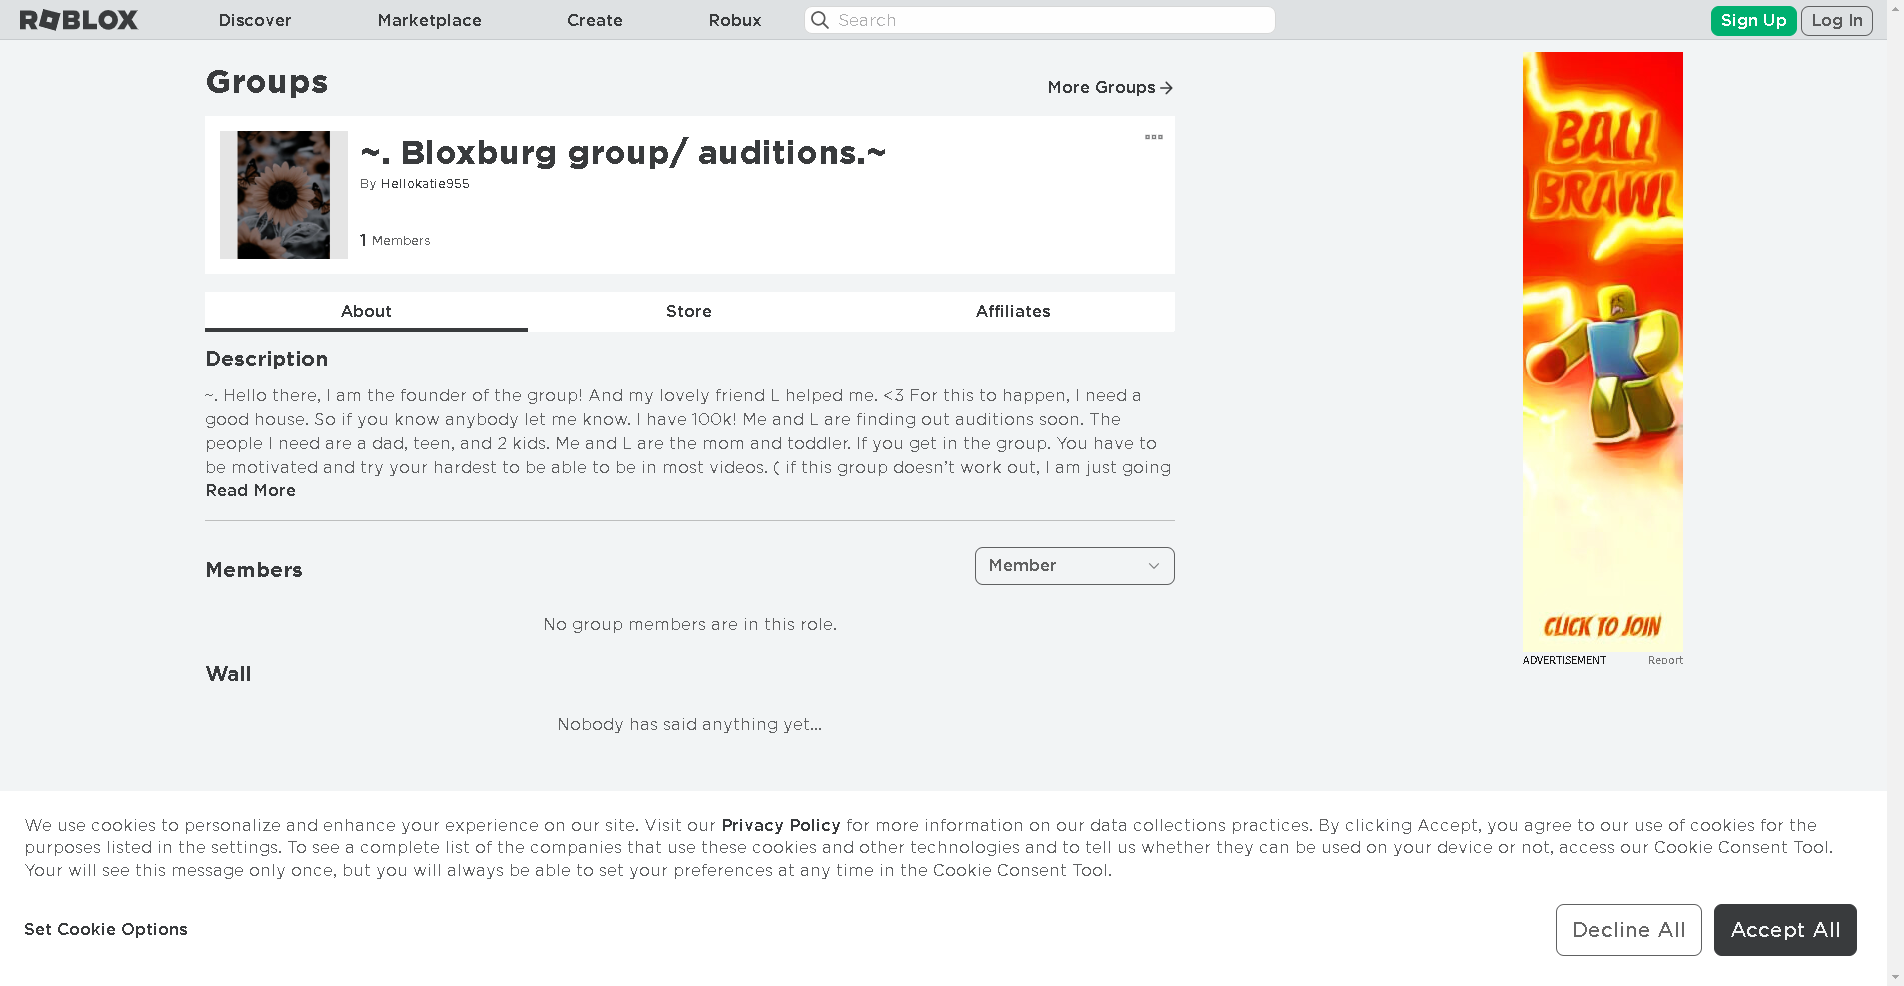 ROBLOX Discover Marketplace Create Robux Search Sign Up Log In
Groups
More Groups
~. Bloxburg group/ auditions.~
By Hellokatie955
1 Members
About Store Affiliates
Description
~. Hello there, I am the founder of the group! And my lovely friend L helped me. <3 For this to happen, I need a
good house. So if you know anybody let me know. I have 100k! Me and L are finding out auditions soon. The
people I need are a dad, teen, and 2 kids. Me and L are the mom and toddler. If you get in the group. You have to
be motivated and try your hardest to be able to be in most videos. ( if this group doesn’t work out, I am just going
Read More
Members
Member
No group members are in this role.
Wall
Nobody has said anything yet...
BALL
BRAWL
CLICK TO JOIN
ADVERTISEMENT Report
We use cookies to personalize and enhance your experience on our site. Visit our Privacy Policy for more information on our data collections practices. By clicking Accept, you agree to our use of cookies for the
purposes listed in the settings. To see a complete list of the companies that use these cookies and other technologies and to tell us whether they can be used on your device or not, access our Cookie Consent Tool.
Your will see this message only once, but you will always be able to set your preferences at any time in the Cookie Consent Tool.
Set Cookie Options
Decline All
Accept All